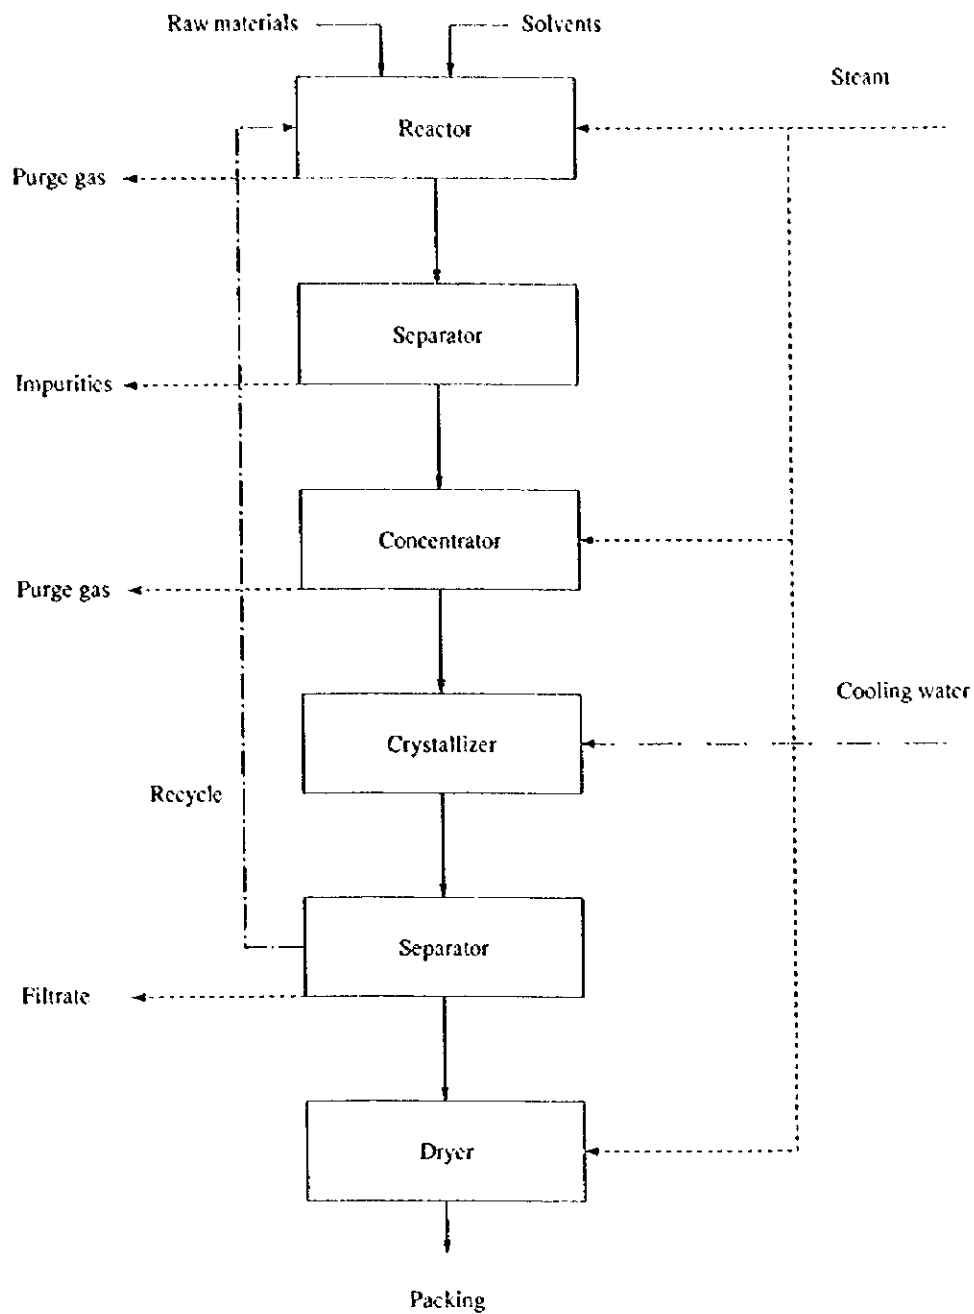 Raw materials
Solvents
Steam
Reactor
Purge gas
Separator
Impurities
Concentrator
Purge gas
Cooling water
Crystallizer
Recycle
Separator
Filtrate
Dryer
Packing